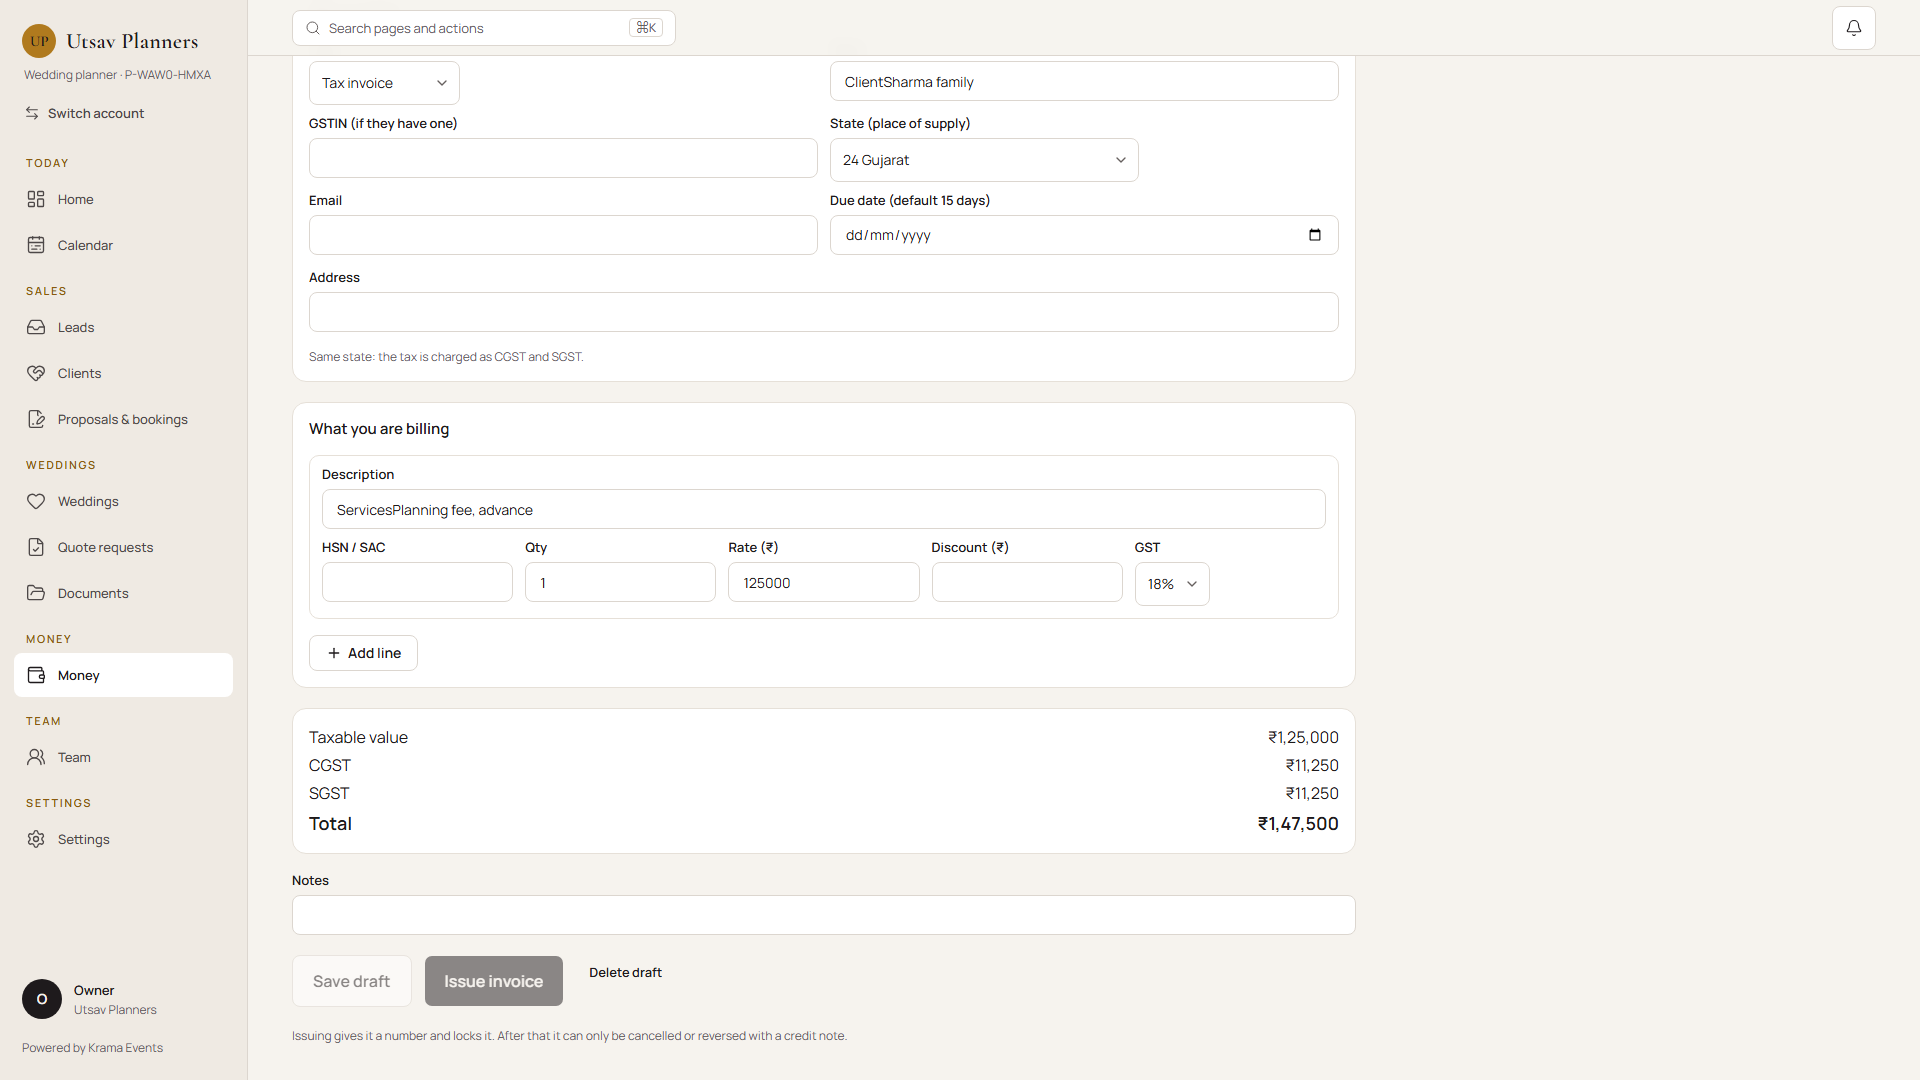 UP Utsav Planners
Wedding planner · P-WAW0-HMXA
Switch account
TODAY
Home
Calendar
SALES
Leads
Clients
Proposals & bookings
WEDDINGS
Weddings
Quote requests
Documents
MONEY
Money
TEAM
Team
SETTINGS
Settings
O Owner
Utsav Planners
Powered by Krama Events
Search pages and actions ⌘K
Tax invoice ClientSharma family
GSTIN (if they have one) State (place of supply)
24 Gujarat
Email Due date (default 15 days)
dd/mm/yyyy
Address
Same state: the tax is charged as CGST and SGST.
What you are billing
Description
ServicesPlanning fee, advance
HSN / SAC Qty Rate (₹) Discount (₹) GST
1 125000 18%
+ Add line
Taxable value ₹1,25,000
CGST ₹11,250
SGST ₹11,250
Total ₹1,47,500
Notes
Save draft Issue invoice Delete draft
Issuing gives it a number and locks it. After that it can only be cancelled or reversed with a credit note.